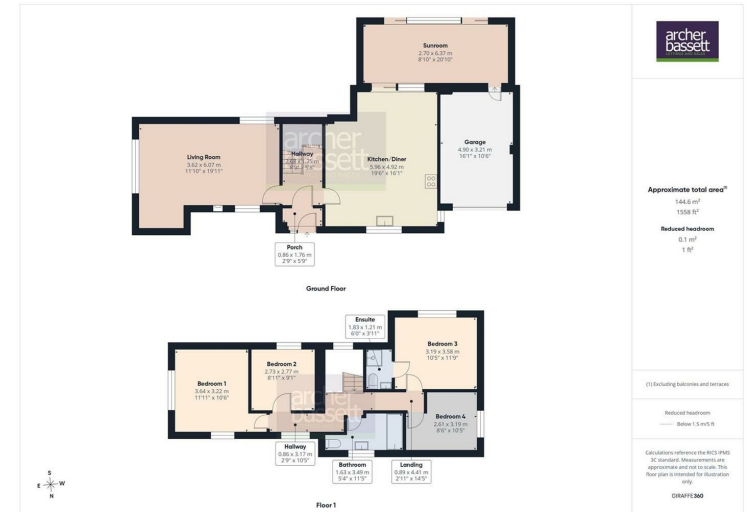 Sunroom
2.70 x 6.37 m
8'10" x 20'10"
Living Room
3.62 x 6.07 m
11'10" x 19'11"
Hallway
Kitchen/Diner
5.96 x 4.92 m
19'6" x 16'1"
Garage
4.90 x 3.21 m
16'1" x 10'6"
archer
bassett
Porch
0.86 x 1.76 m
2'9" x 5'9"
Ground Floor
Ensuite
1.83 x 1.21 m
6'0" x 3'11"
Bedroom 3
3.19 x 3.58 m
10'5" x 11'9"
Bedroom 1
3.64 x 3.22 m
11'11" x 10'6"
Bedroom 2
2.73 x 2.77 m
8'11" x 9'1"
archer
bassett
Bedroom 4
2.61 x 3.19 m
8'6" x 10'5"
Hallway
0.86 x 3.17 m
2'9" x 10'5"
Bathroom
1.63 x 3.49 m
5'4" x 11'5"
Landing
0.89 x 4.41 m
2'11" x 14'5"
Floor 1
S
E W
N
archer
bassett
Approximate total area(1)
144.6 m²
1558 ft²
Reduced headroom
0.1 m²
1 ft²
(1) Excluding balconies and terraces
Reduced headroom
Below 1.5 m/5 ft
Calculations reference the RICS IPMS
3C standard. Measurements are
approximate and not to scale. This
floor plan is intended for illustration
only.
GIRAFFE360